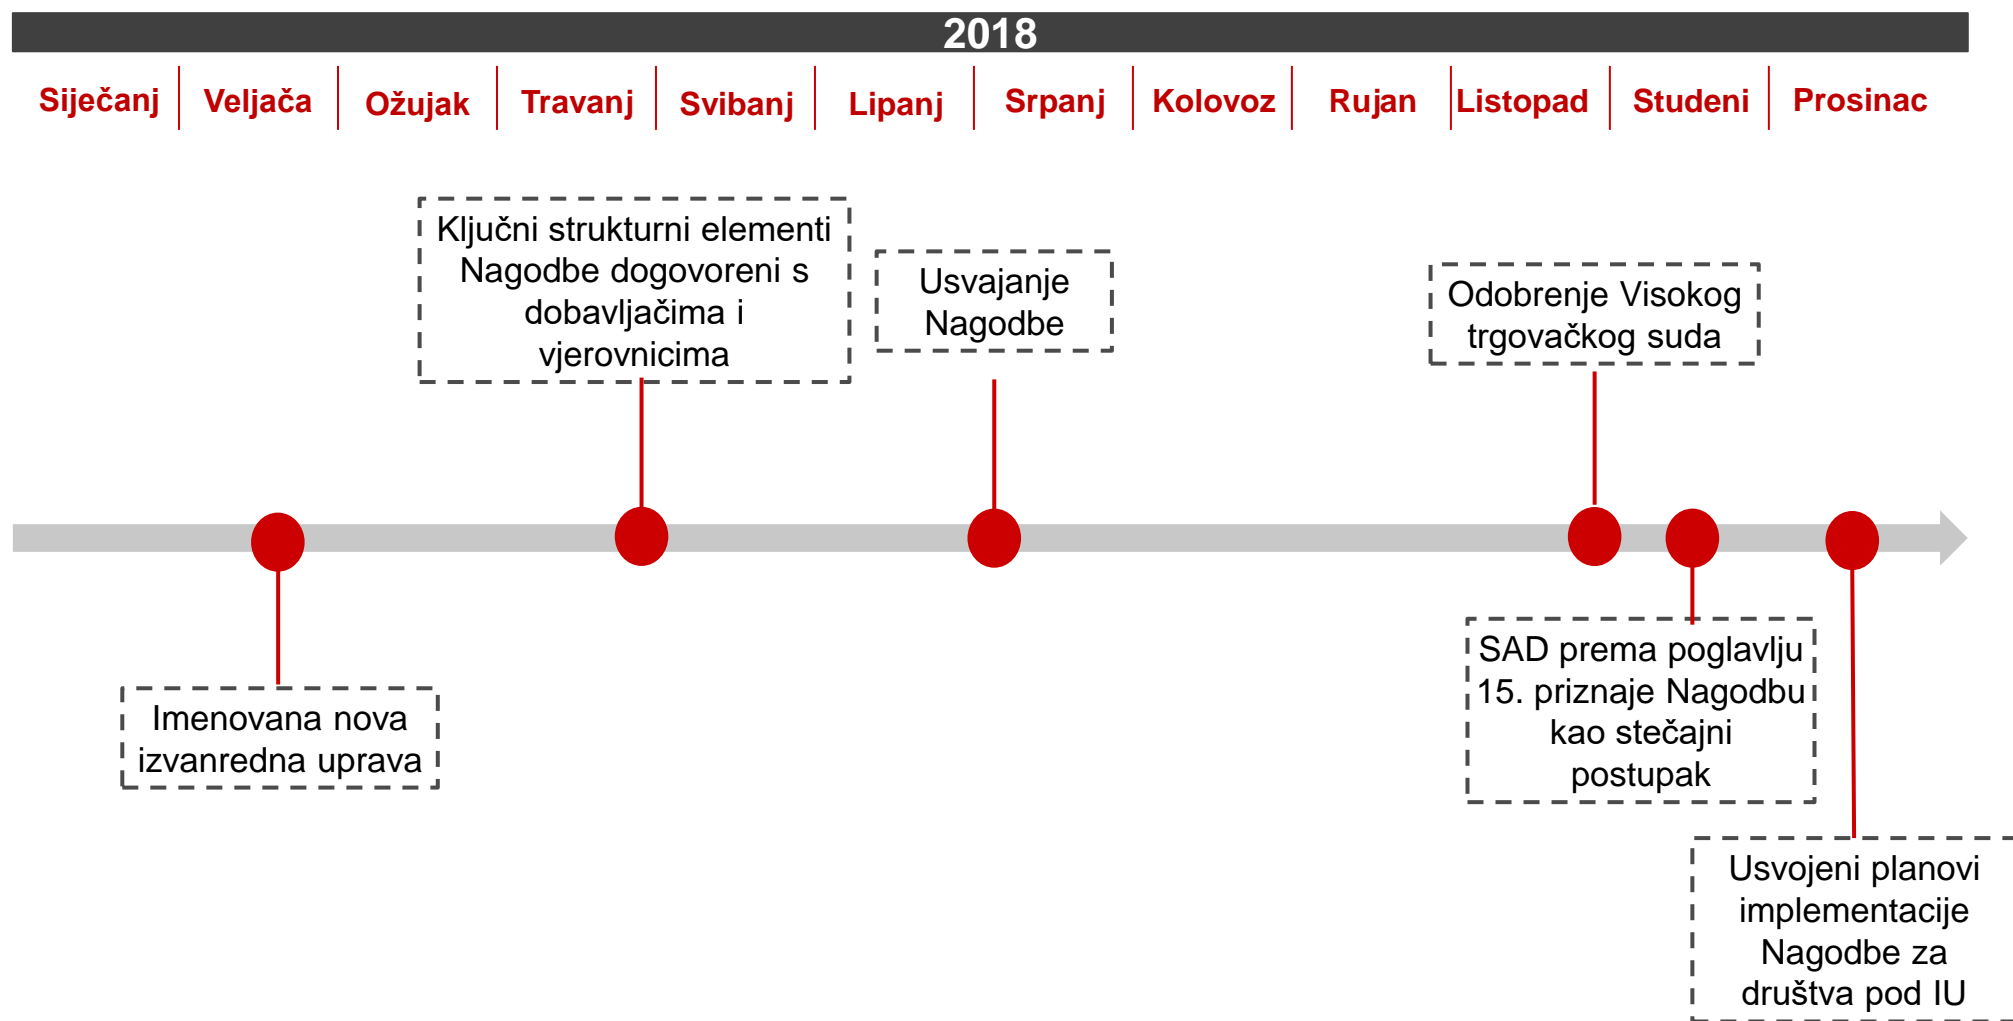 2018
Siječanj
Veljača
Ožujak
Travanj
Svibanj
Lipanj
Srpanj
Kolovoz
Rujan
Listopad
Studeni
Prosinac
Ključni strukturni elementi
Nagodbe dogovoreni s
dobavljačima i
vjerovnicima
Usvajanje
Nagodbe
Odobrenje Visokog
trgovačkog suda
Imenovana nova
izvanredna uprava
SAD prema poglavlju
15. priznaje Nagodbu
kao stečajni
postupak
Usvojeni planovi
implementacije
Nagodbe za
društva pod IU